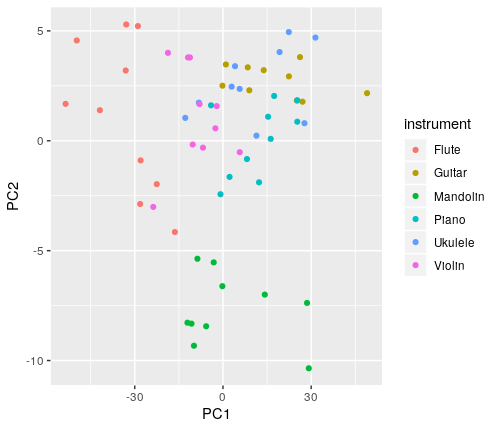 5
0
-5
-10
PC2
-30
0
30
PC1
instrument
Flute
Guitar
Mandolin
Piano
Ukulele
Violin